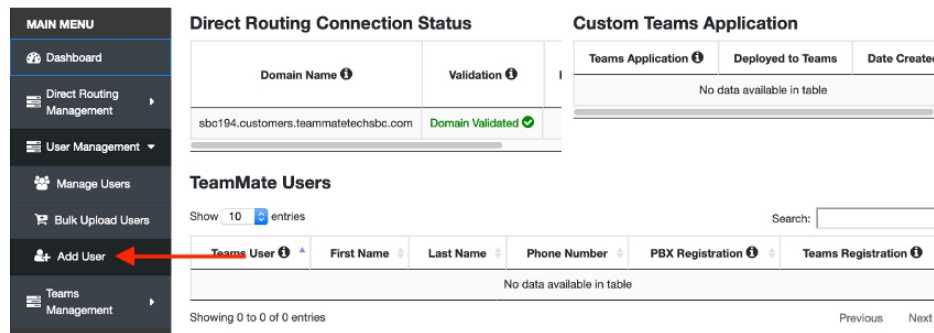 MAIN MENU
Dashboard
Direct Routing
Management
User Management
Manage Users
Bulk Upload Users
Add User
Teams
Management
Direct Routing Connection Status
Domain Name Validation
sbc194.customers.teammatetechsbc.com Domain Validated
Custom Teams Application
Teams Application Deployed to Teams Date Created
No data available in table
TeamMate Users
Show 10 entries Search:
Teams User First Name Last Name Phone Number PBX Registration Teams Registration
No data available in table
Showing 0 to 0 of 0 entries Previous Next